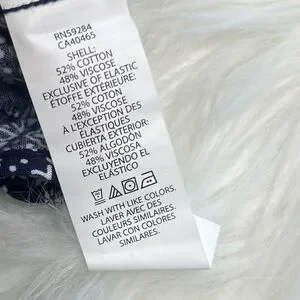 RN59284
CA40465
SHELL:
52% COTTON
48% VISCOSE
EXCLUSIVE OF ELASTIC
ÉTOFFE EXTÉRIEUR:
52% COTON
48% VISCOSE
À L'EXCEPTION DES
ÉLASTIQUES
CUBIERTA EXTERIOR:
52% ALGODÓN
48% VISCOSA
EXCLUYENDO EL
ELÁSTICO
WASH WITH LIKE COLORS.
LAVER AVEC DES
COULEURS SIMILAIRES.
LAVAR CON COLORES
SIMILARES.